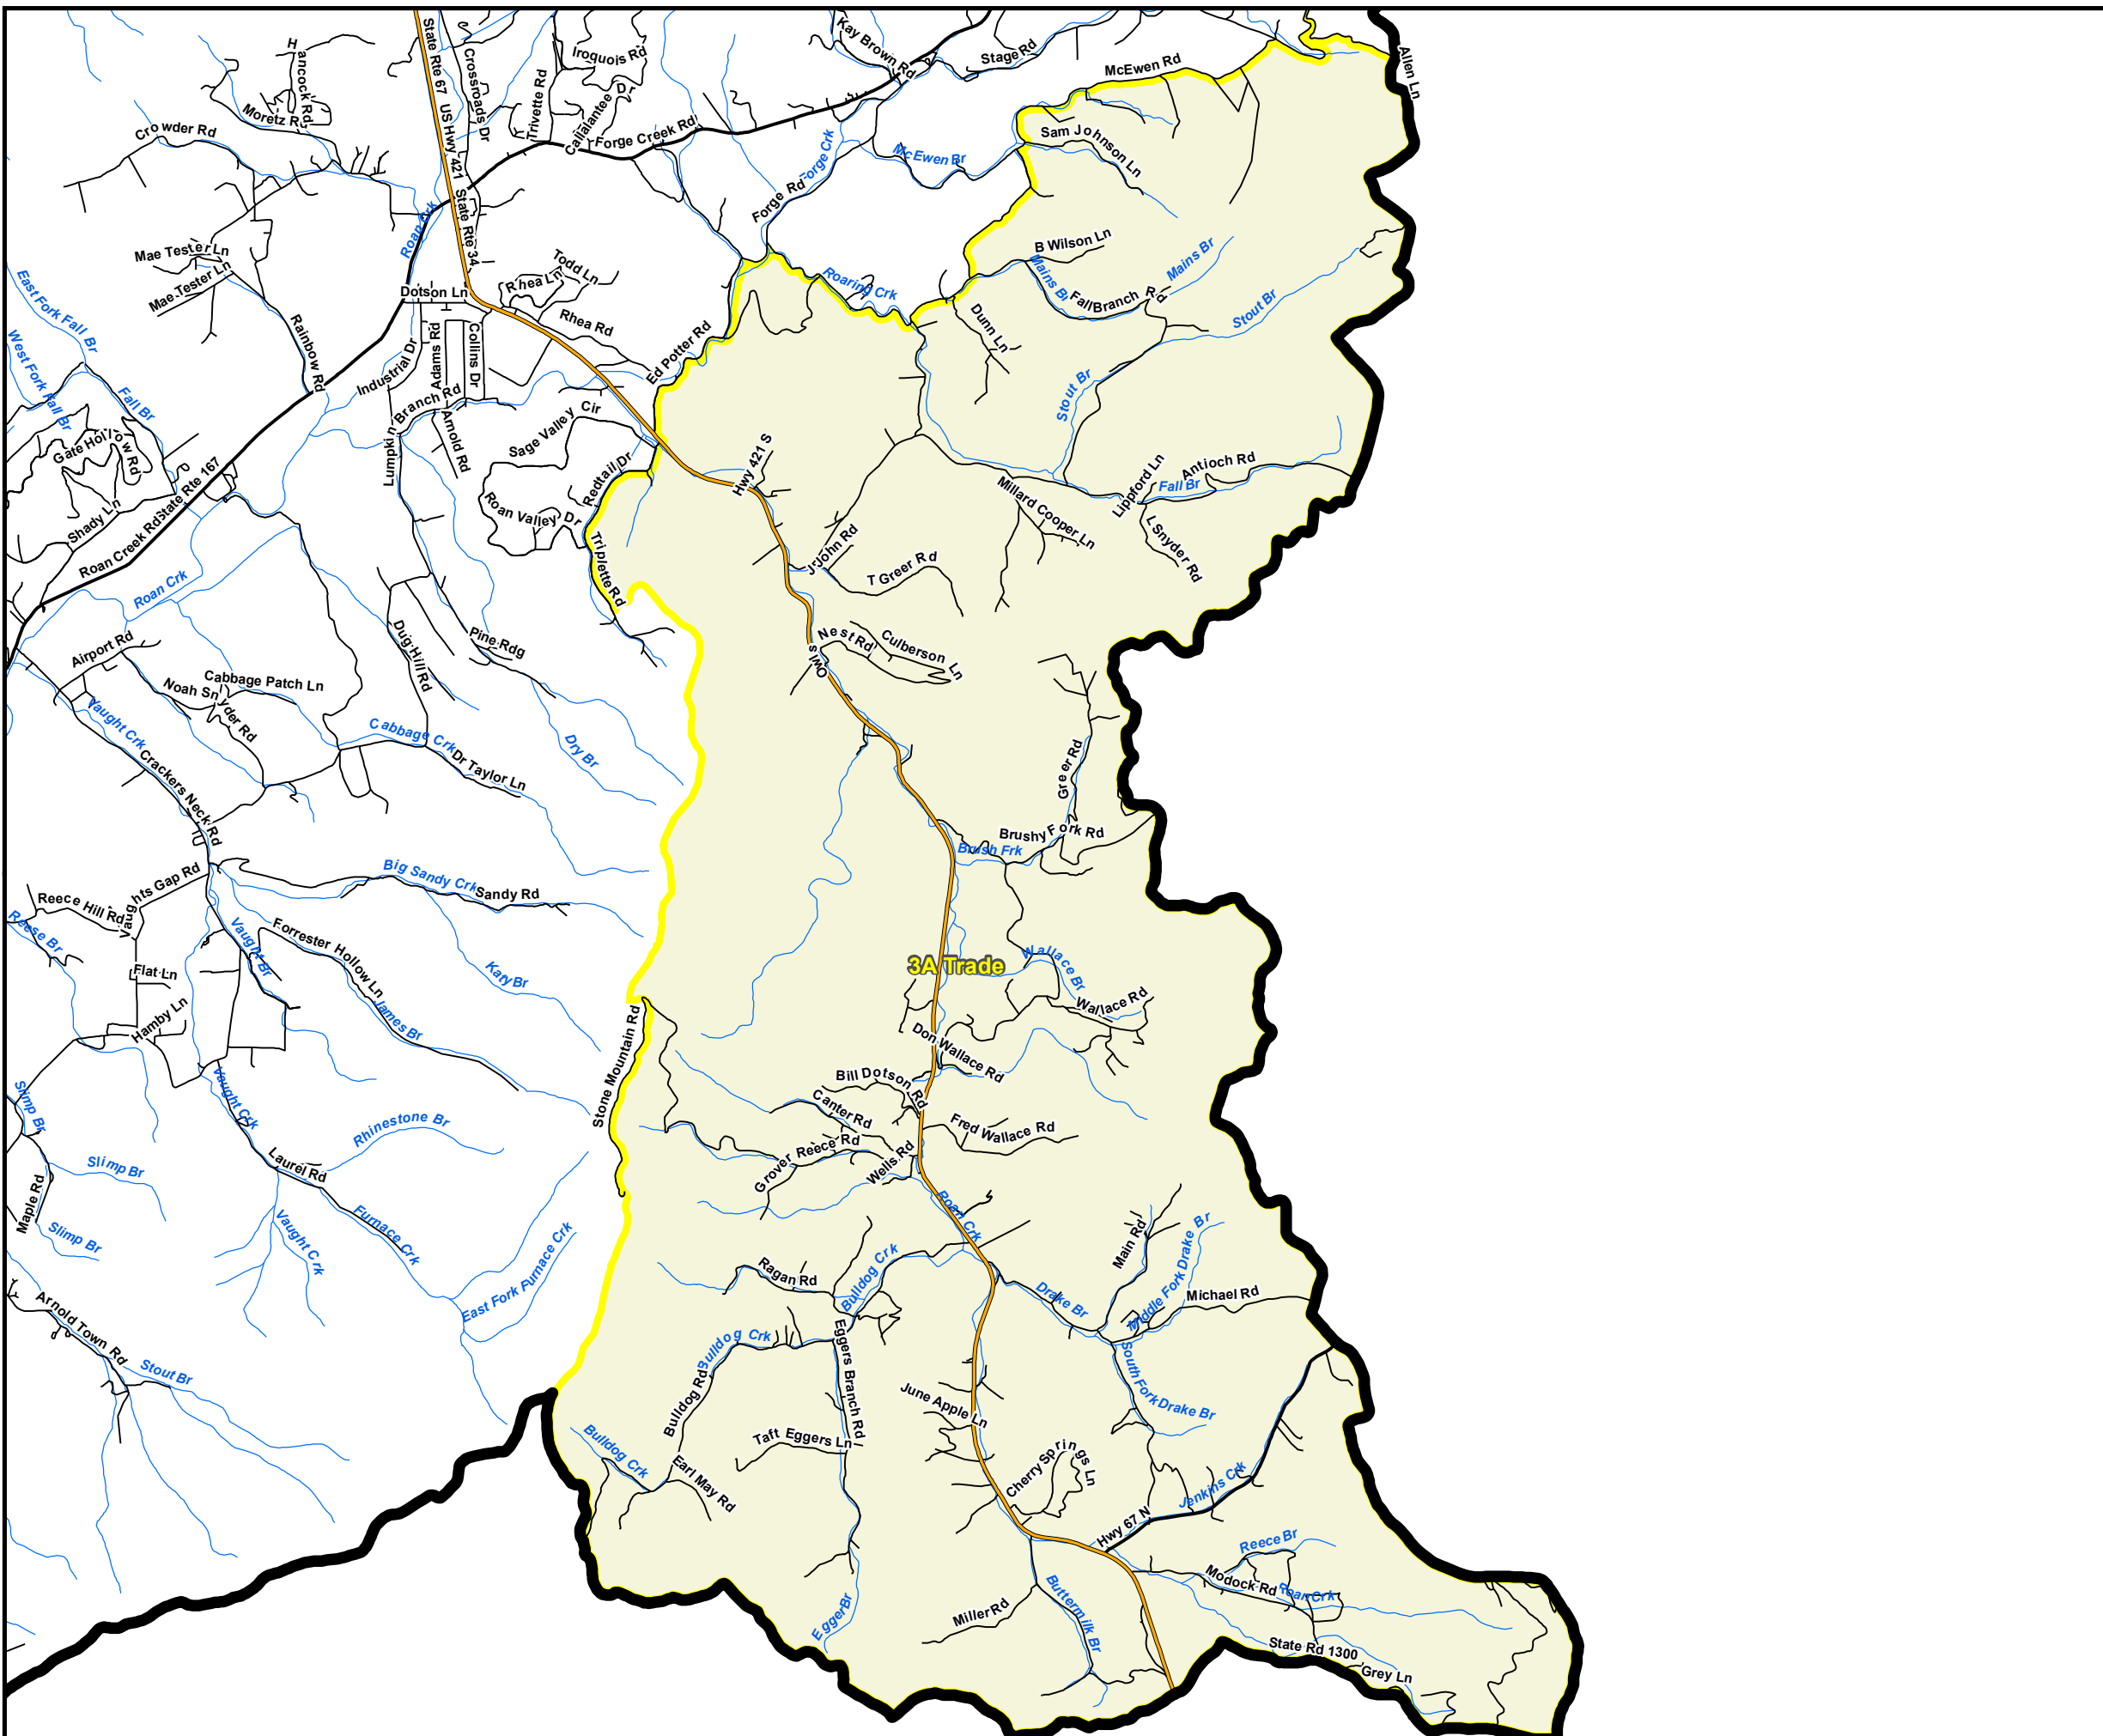 Kay Brown Rd
Stage Rd
Allen Ln
State Rte 67 US Hwy 421 State Rte 34
Crossroads Dr
Iroquois Rd
Trivette Rd
Callalantee Dr
Hancock Rd
Moretz Rd
Crowder Rd
McEwen Rd
Forge Creek Rd
Forge Crk
McEwen Br
Sam Johnson Ln
Forge Rd
Roan Crk
Mae Tester Ln
Mae Tester Ln
East Fork Fall Br
West Fork Fall Br
Fall Br
Rainbow Rd
Dotson Ln
Rhea Ln
Todd Ln
Rhea Rd
B Wilson Ln
Mains Br
Mains Br
Fall Branch Rd
Stout Br
Roaring Crk
Dunn Ln
Industrial Dr
Adams Rd
Collins Dr
Ed Potter Rd
Lumpkin Branch Rd
Arnold Rd
Sage Valley Cir
Stout Br
Gate Hollow Rd
Shady Ln
Roan Creek Rd
State Rte 167
Redtail Dr
Roan Valley Dr
Hwy 421 S
Lippford Ln
Antioch Rd
Fall Br
Millard Cooper Ln
L Snyder Rd
Triplette Rd
J John Rd
T Greer Rd
Roan Crk
Airport Rd
Dug Hill Rd
Pine Rdg
Owls Nest Rd
Culberson Ln
Noah Snyder Rd
Cabbage Patch Ln
Vaught Crk
Cabbage Crk
Dr Taylor Ln
Dry Br
Crackers Neck Rd
Greer Rd
Brushy Fork Rd
Brush Frk
Big Sandy Crk
Sandy Rd
Vaughts Gap Rd
Reece Hill Rd
Reese Br
Vaught Br
Forrester Hollow Ln
Flat Ln
Katy Br
James Br
Hamby Ln
3A Trade
Wallace Br
Wallace Rd
Stone Mountain Rd
Don Wallace Rd
Bill Dotson Rd
Canter Rd
Fred Wallace Rd
Grover Reece Rd
Wells Rd
Slimp Br
Vaught Crk
Rhinestone Br
Slimp Br
Laurel Rd
Maple Rd
Slimp Br
Vaught Crk
Furnace Crk
East Fork Furnace Crk
Roan Crk
Main Rd
Middle Fork Drake Br
Michael Rd
Drake Br
Ragan Rd
Bulldog Crk
Bulldog Crk
Arnold Town Rd
Stout Br
Eggers Branch Rd
South Fork Drake Br
June Apple Ln
Bulldog Rd
Taft Eggers Ln
Bulldog Crk
Earl May Rd
Cherry Springs Ln
Jenkins Crk
Hwy 67 N
Reece Br
Modock Rd
Roan Crk
Egger Br
Miller Rd
Buttermilk Br
State Rd 1300
Grey Ln